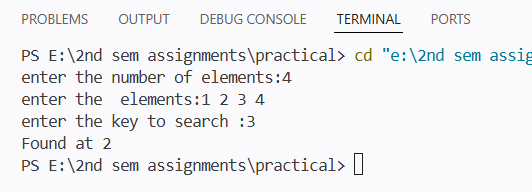 PROBLEMS OUTPUT DEBUG CONSOLE TERMINAL PORTS
PS E:\2nd sem assignments\practical> cd "e:\2nd sem assig
enter the number of elements:4
enter the  elements:1 2 3 4
enter the key to search :3
Found at 2
PS E:\2nd sem assignments\practical>